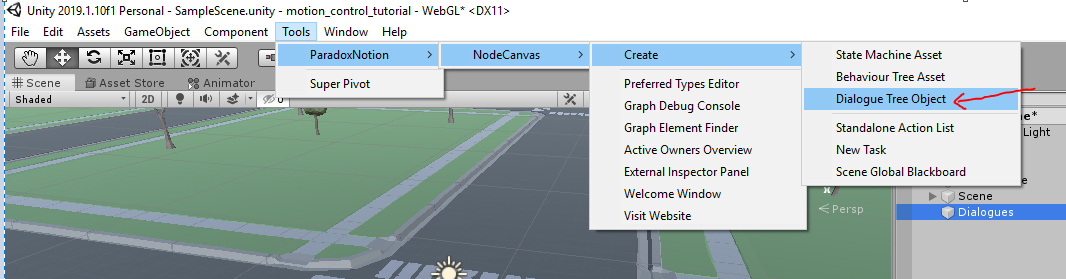 Unity 2019.1.10f1 Personal - SampleScene.unity - motion_control_tutorial - WebGL* <DX11>
File Edit Assets GameObject Component Tools Window Help
ParadoxNotion
Super Pivot
NodeCanvas
Create
Preferred Types Editor
Graph Debug Console
Graph Element Finder
Active Owners Overview
External Inspector Panel
Welcome Window
Visit Website
State Machine Asset
Behaviour Tree Asset
Dialogue Tree Object
Standalone Action List
New Task
Scene Global Blackboard
Scene Asset Store Animator
Shaded 2D 0
ne*
Light
Scene
Dialogues
Persp